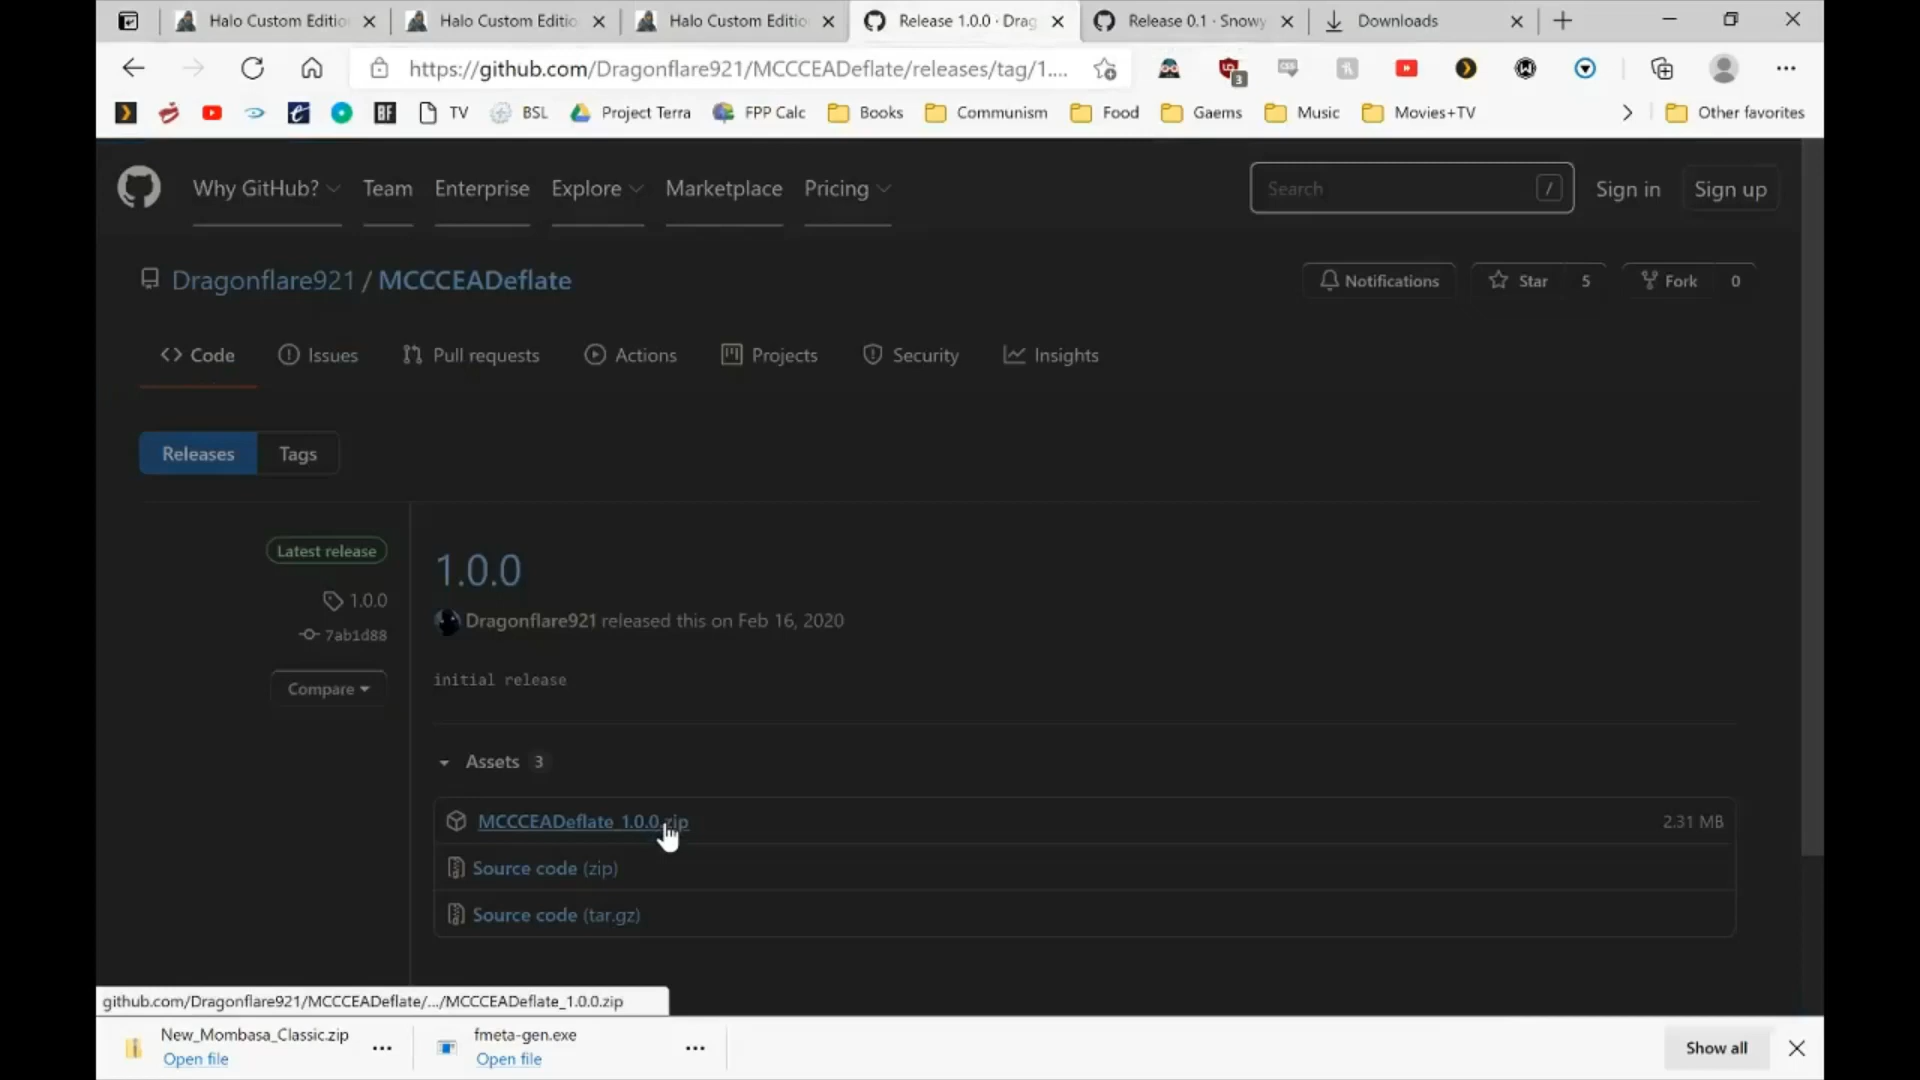 Halo Custom Editio
Halo Custom Editio
Halo Custom Editio
Release 1.0.0 · Drag
Release 0.1 · Snowy
Downloads
https://github.com/Dragonflare921/MCCCEADeflate/releases/tag/1....
3
BF
TV
BSL
Project Terra
FPP Calc
Books
Communism
Food
Gaems
Music
Movies+TV
Other favorites
Why GitHub?
Team
Enterprise
Explore
Marketplace
Pricing
Search
/
Sign in
Sign up
Dragonflare921 / MCCCEADeflate
Notifications
Star
5
Fork
0
<> Code
Issues
Pull requests
Actions
Projects
Security
Insights
Releases
Tags
Latest release
1.0.0
7ab1d88
Compare
1.0.0
Dragonflare921 released this on Feb 16, 2020
initial release
Assets 3
MCCCEADeflate_1.0.0.zip
2.31 MB
Source code (zip)
Source code (tar.gz)
github.com/Dragonflare921/MCCCEADeflate/.../MCCCEADeflate_1.0.0.zip
New_Mombasa_Classic.zip
Open file
fmeta-gen.exe
Open file
Show all